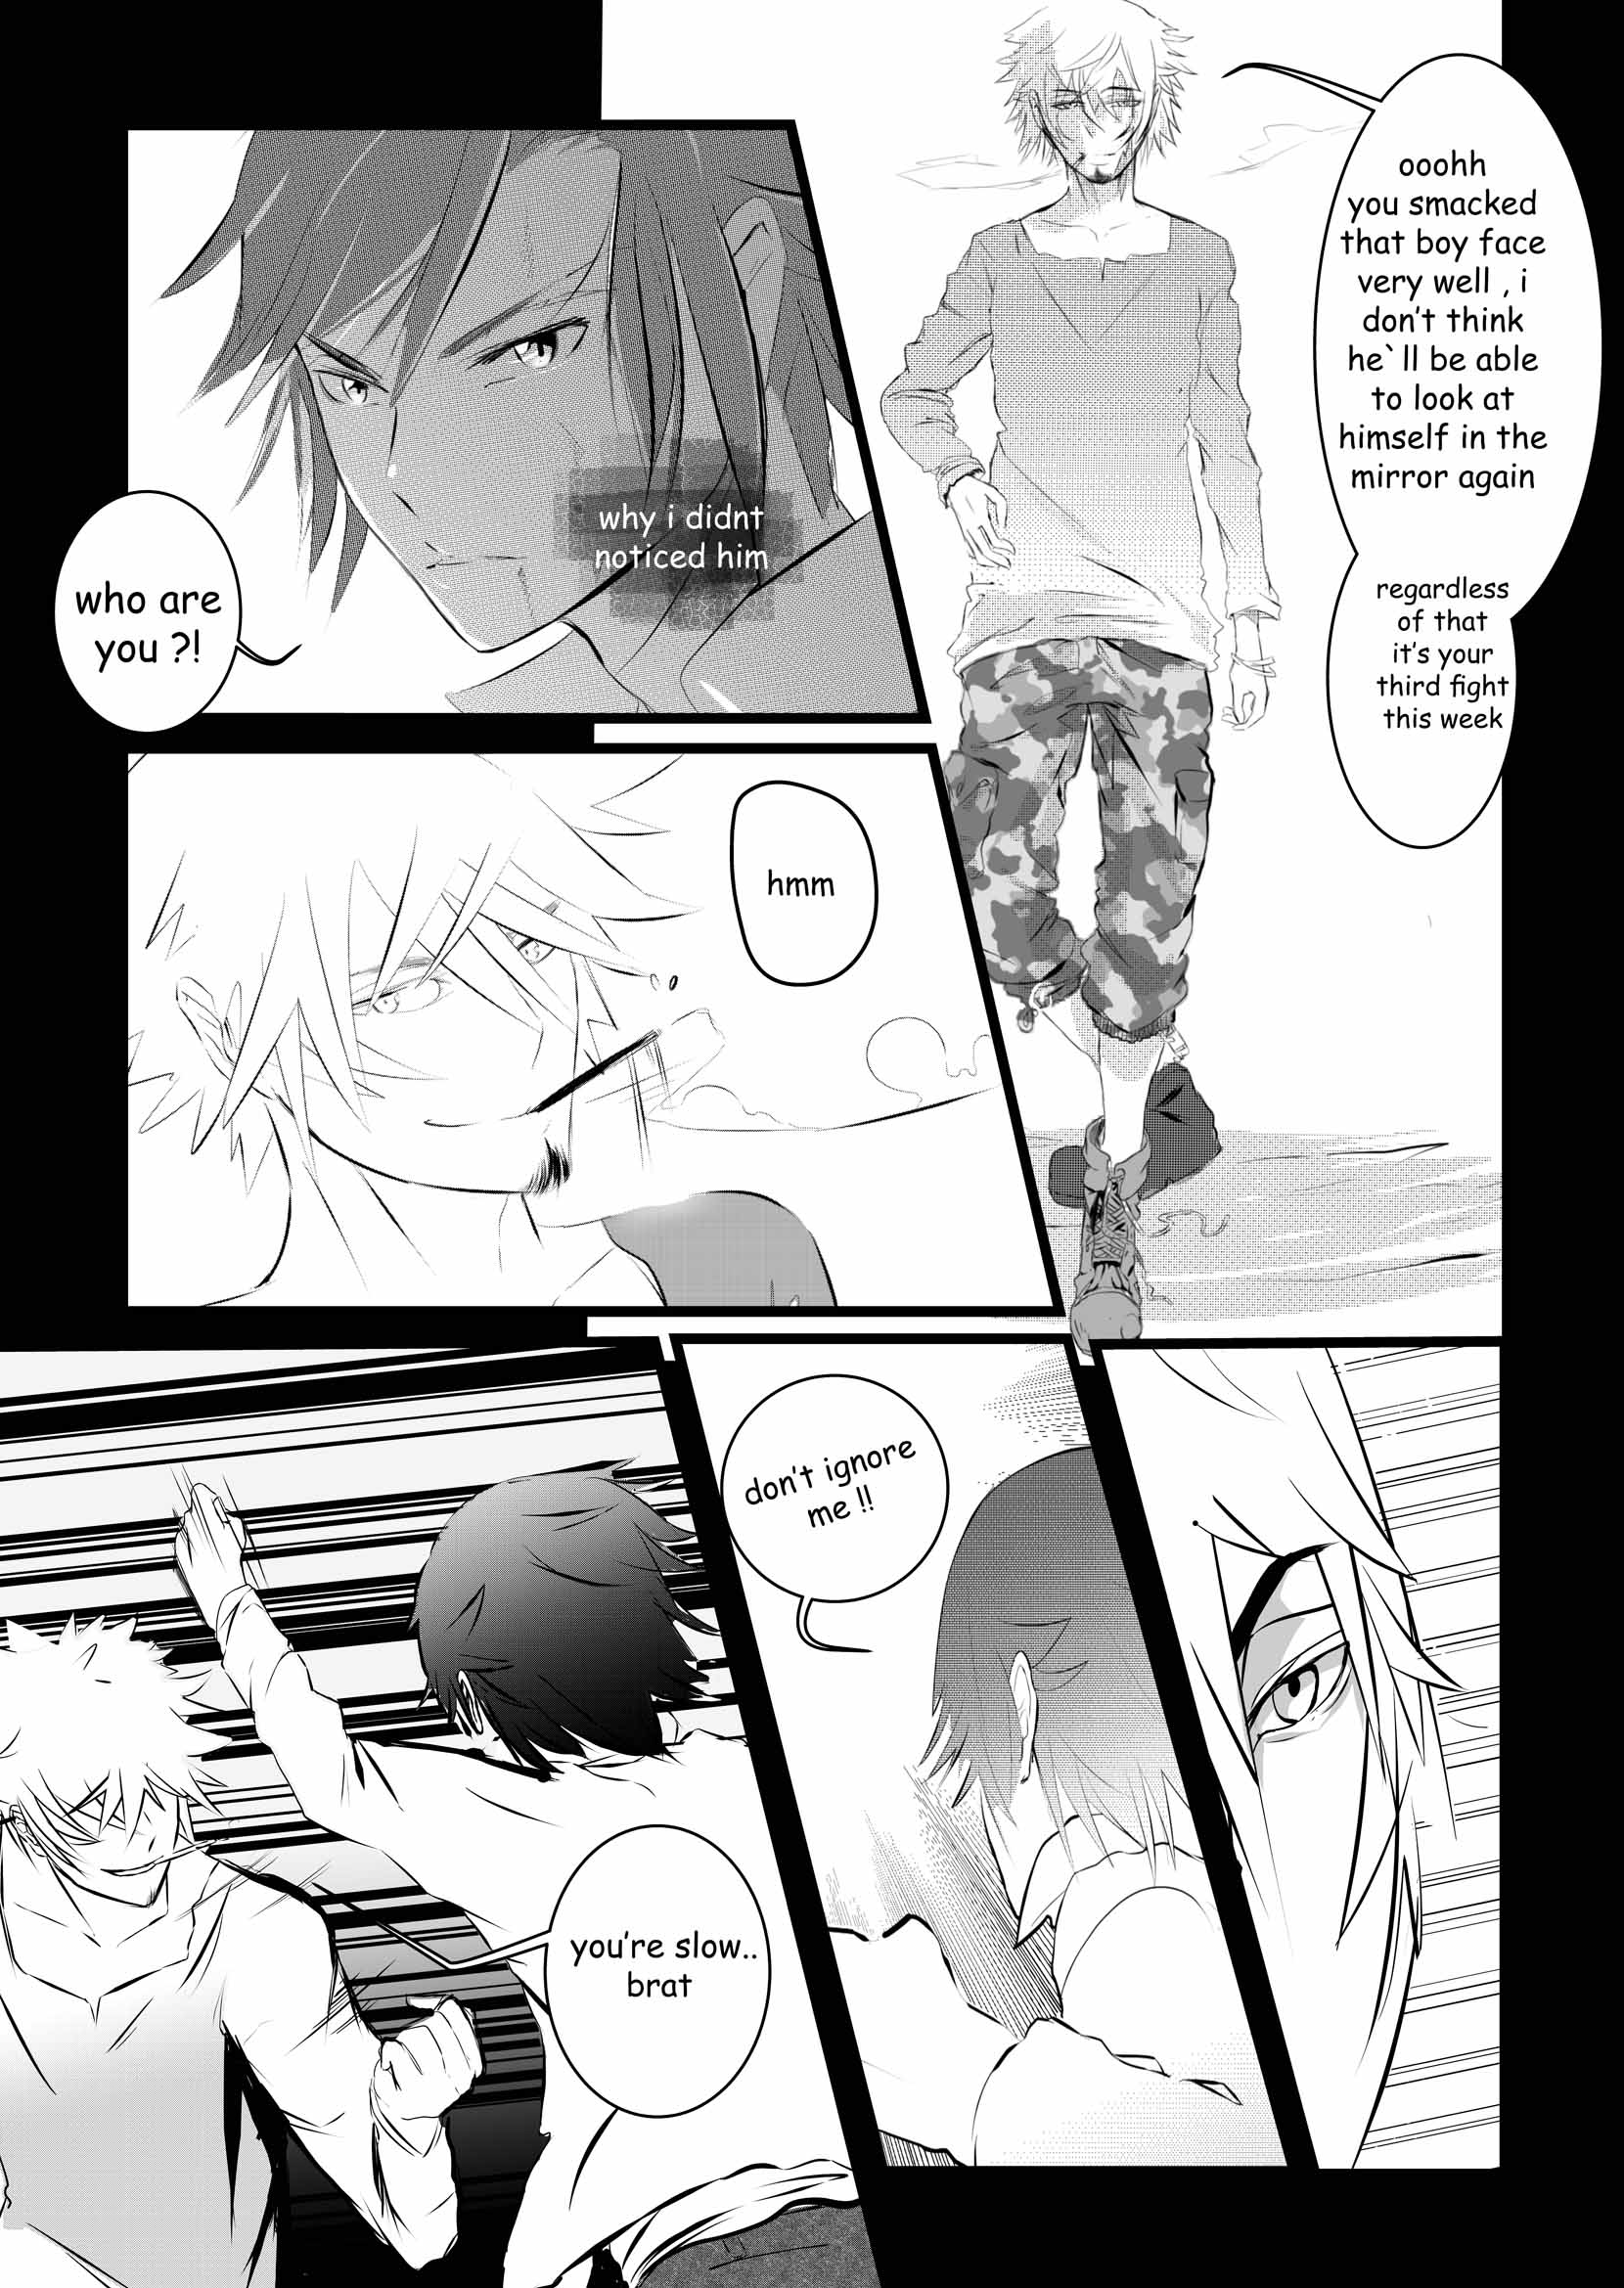 ooohh
you smacked
that boy face
very well , i
don't think
he`ll be able
to look at
himself in the
mirror again
regardless
of that
it's your
third fight
this week
why i didnt
noticed him
who are
you ?!
hmm
don't ignore
me !!
you're slow..
brat